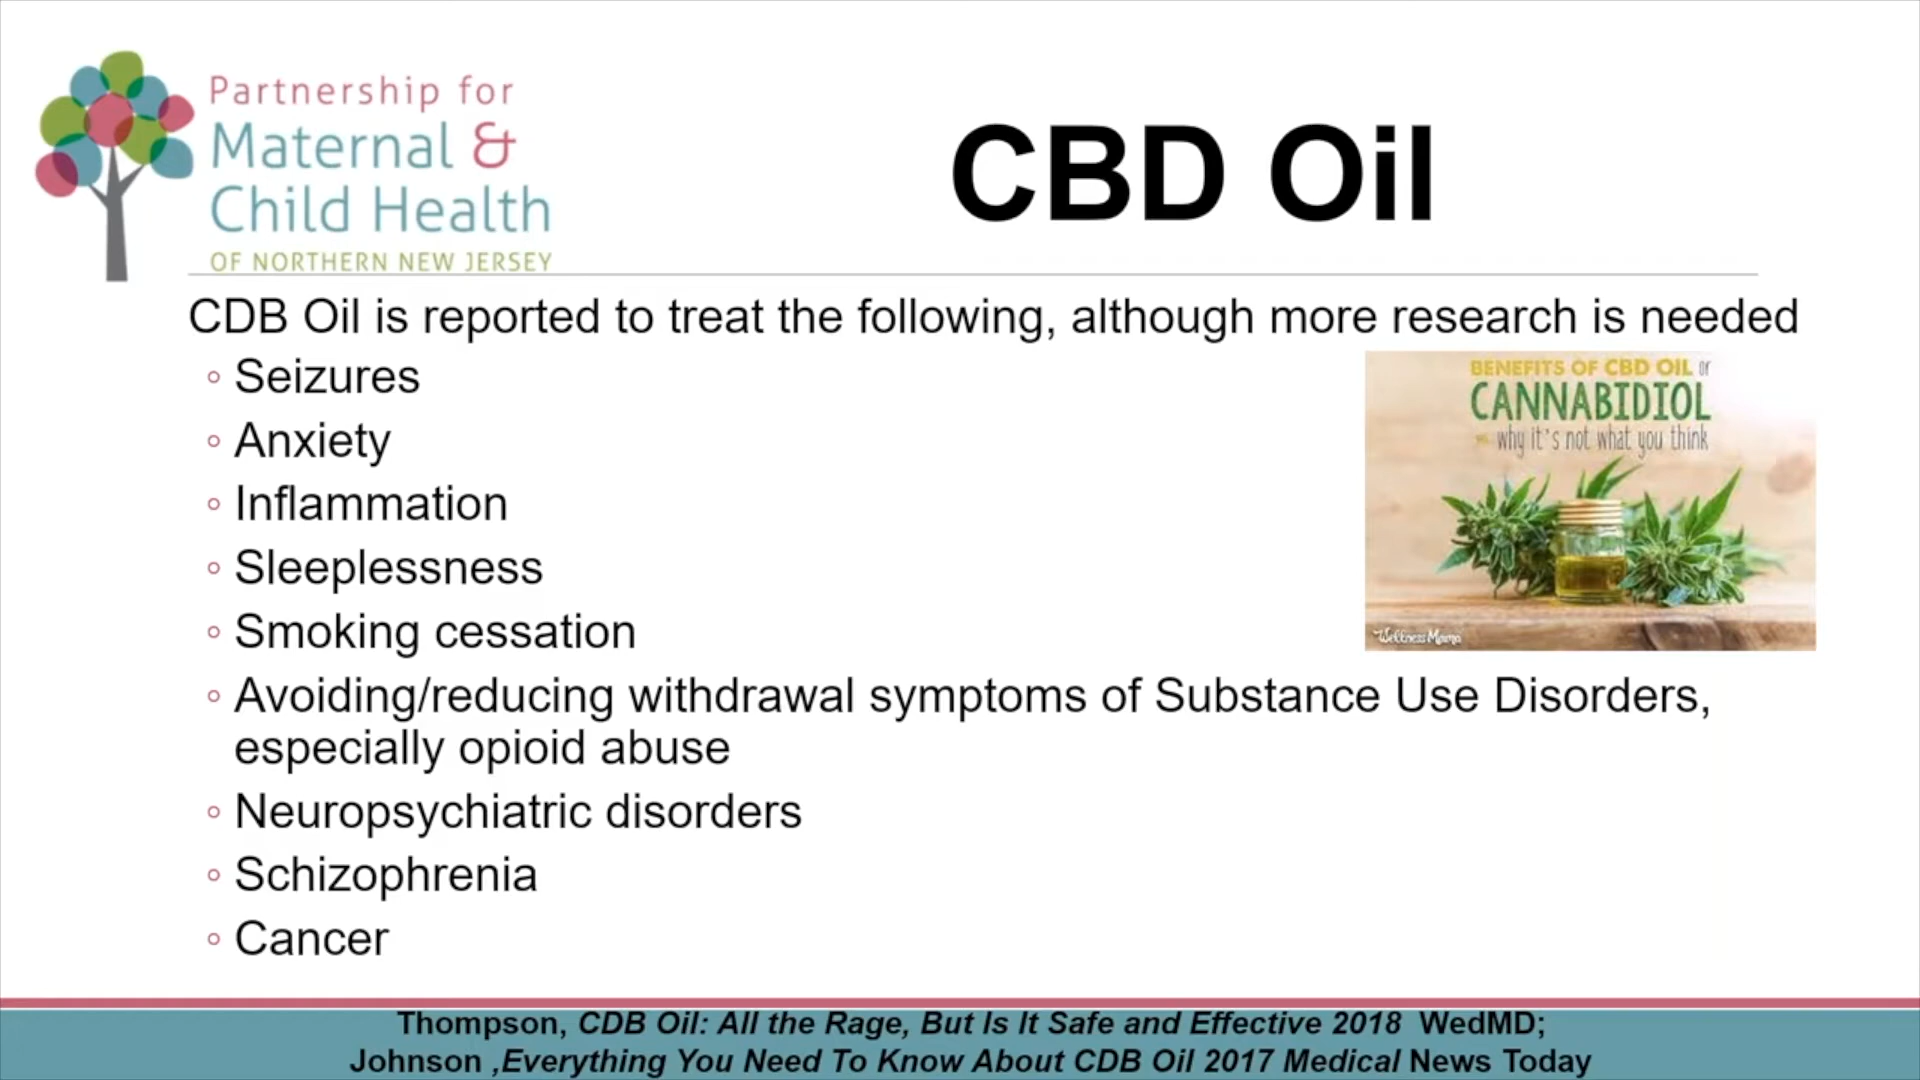 Partnership for
Maternal &
Child Health
OF NORTHERN NEW JERSEY
CBD Oil
CDB Oil is reported to treat the following, although more research is needed
◦ Seizures
◦ Anxiety
◦ Inflammation
◦ Sleeplessness
◦ Smoking cessation
◦ Avoiding/reducing withdrawal symptoms of Substance Use Disorders,
especially opioid abuse
◦ Neuropsychiatric disorders
◦ Schizophrenia
◦ Cancer
BENEFITS OF CBD OIL or
CANNABIDIOL
why it's not what you think
Wellness Mama
Thompson, CDB Oil: All the Rage, But Is It Safe and Effective 2018 WedMD;
Johnson ,Everything You Need To Know About CDB Oil 2017 Medical News Today